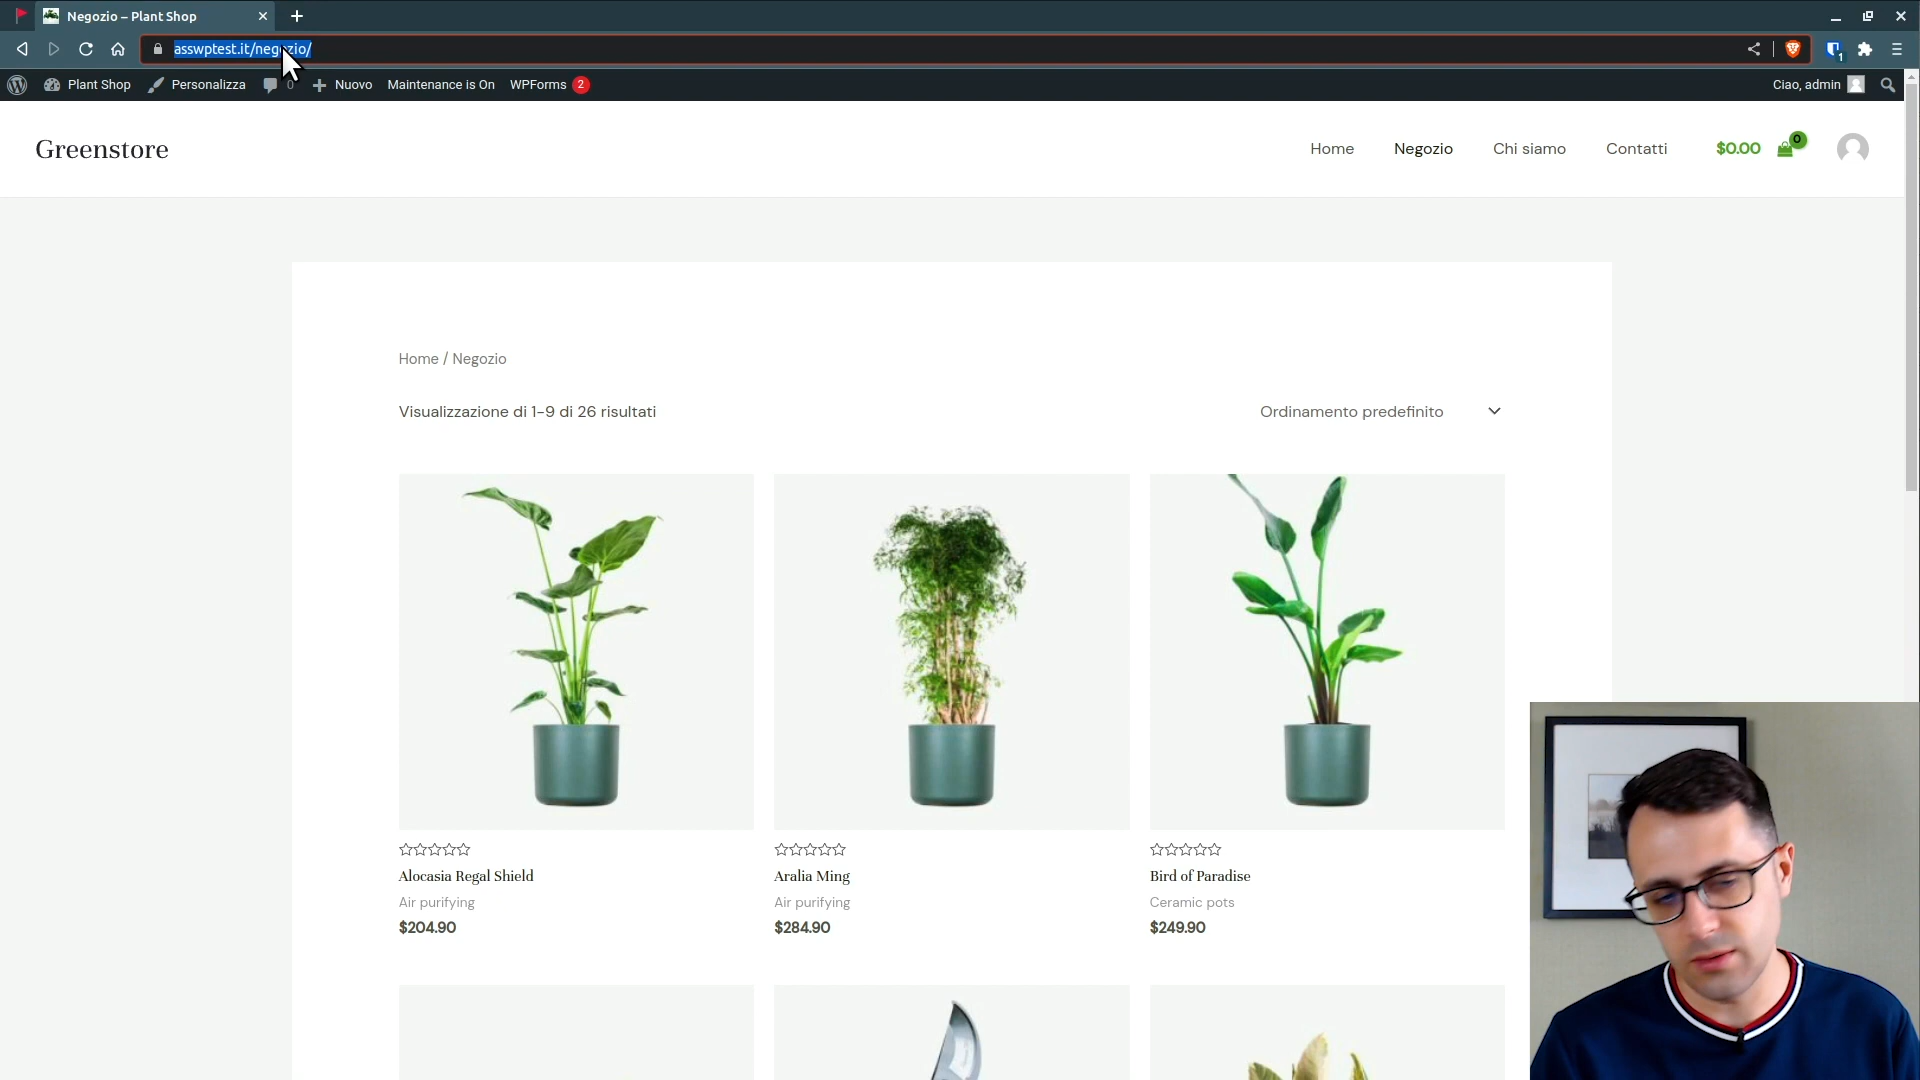 Negozio – Plant Shop
asswptest.it/negozio/
1
Plant Shop
Personalizza
0
Nuovo
Maintenance is On
WPForms
2
Ciao, admin
Greenstore
Home
Negozio
Chi siamo
Contatti
$0.00
0
Home / Negozio
Visualizzazione di 1–9 di 26 risultati
Ordinamento predefinito
Alocasia Regal Shield
Air purifying
$204.90
Aralia Ming
Air purifying
$284.90
Bird of Paradise
Ceramic pots
$249.90